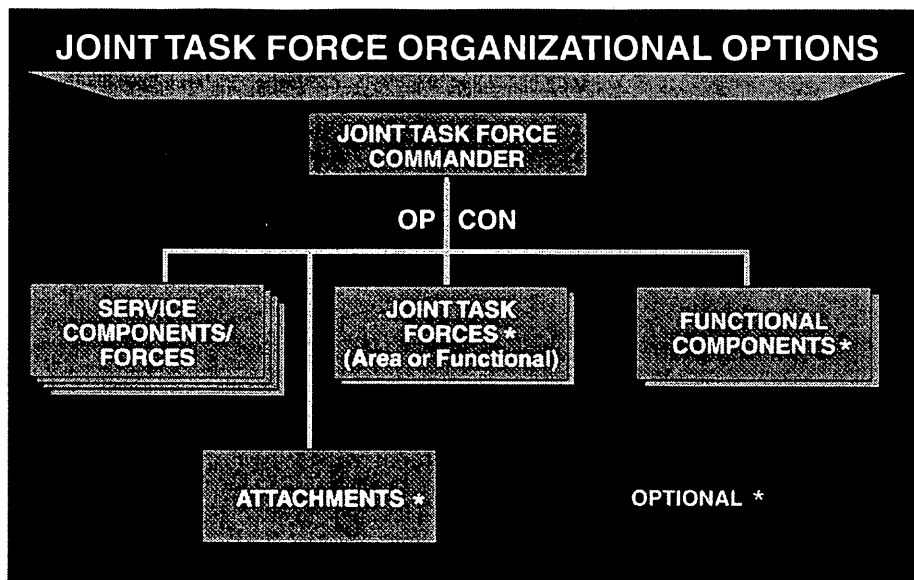 JOINT TASK FORCE ORGANIZATIONAL OPTIONS
JOINT TASK FORCE
COMMANDER
OP CON
SERVICE
COMPONENTS/
FORCES
JOINT TASK
FORCES *
(Area or Functional)
FUNCTIONAL
COMPONENTS *
ATTACHMENTS *
OPTIONAL *